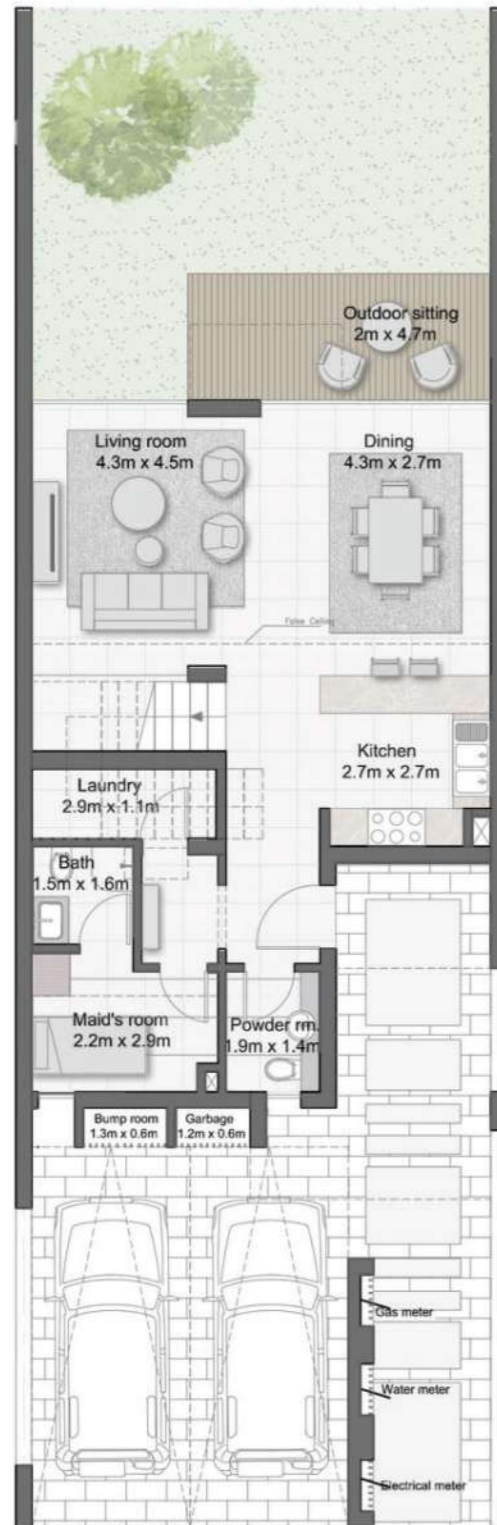 Outdoor sitting
2m x 4.7m
Living room
4.3m x 4.5m
Dining
4.3m x 2.7m
False Ceiling
Kitchen
2.7m x 2.7m
Laundry
2.9m x 1.1m
Bath
1.5m x 1.6m
Maid's room
2.2m x 2.9m
Powder rm.
1.9m x 1.4m
Bump room
1.3m x 0.6m
Garbage
1.2m x 0.6m
Gas meter
Water meter
Electrical meter